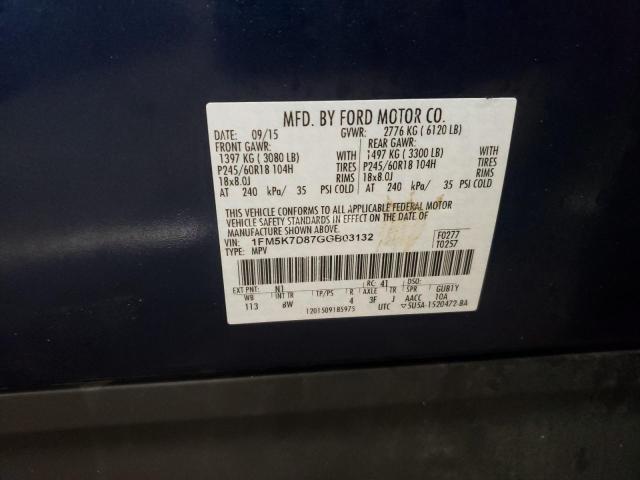 MFD. BY FORD MOTOR CO.
DATE: 09/15 GVWR: 2776 KG ( 6120 LB)
FRONT GAWR: REAR GAWR:
1397 KG ( 3080 LB) WITH 1497 KG ( 3300 LB) WITH
P245/60R18 104H TIRES P245/60R18 104H TIRES
18x8.0J RIMS 18x8.0J RIMS
AT 240 kPa/ 35 PSI COLD AT 240 kPa/ 35 PSI COLD
THIS VEHICLE CONFORMS TO ALL APPLICABLE FEDERAL MOTOR
VEHICLE SAFETY STANDARDS IN EFFECT ON THE DATE OF
MANUFACTURE SHOWN ABOVE.
VIN: 1FM5K7D87GGB03132 F0277
TYPE: MPV T0257
EXT PNT: N1 RC: 41 DSO:
WB INT TR TP/PS R AXLE TR SPR GUB1Y
113 BW 4 3F J AACC 10A
1201509185975 UTC ▽5U5A-1520472-BA